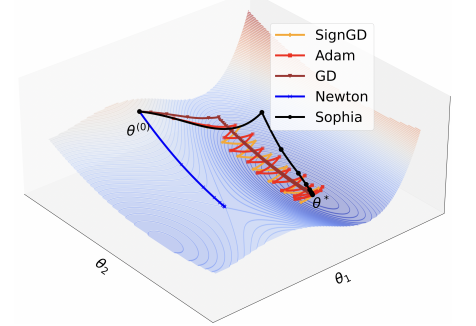 SignGD
Adam
GD
Newton
Sophia
θ(0)
θ*
θ2
θ1